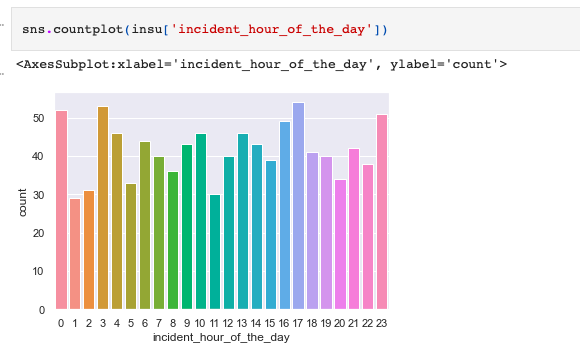 sns.countplot(insu['incident_hour_of_the_day'])
<AxesSubplot:xlabel='incident_hour_of_the_day', ylabel='count'>
50
40
30
20
10
0
count
0 1 2 3 4 5 6 7 8 9 10 11 12 13 14 15 16 17 18 19 20 21 22 23
incident_hour_of_the_day